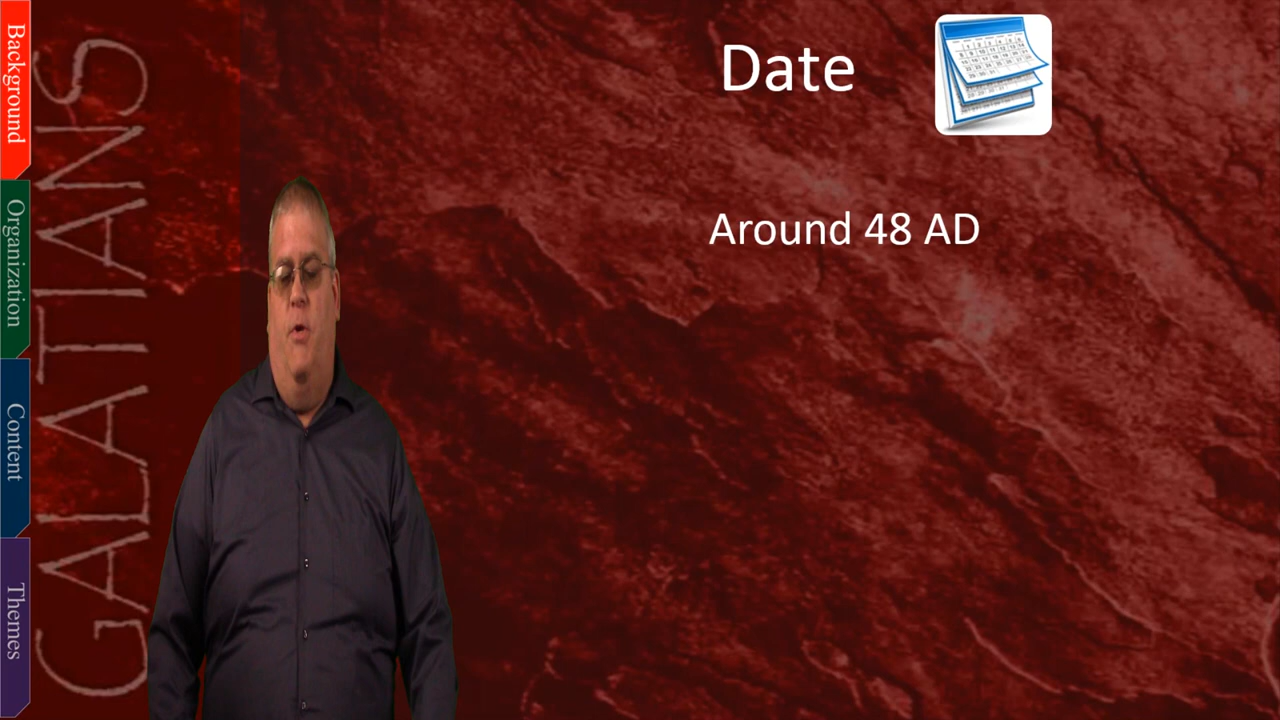 Background
Organization
Content
Themes
GALATIANS
Date
Around 48 AD